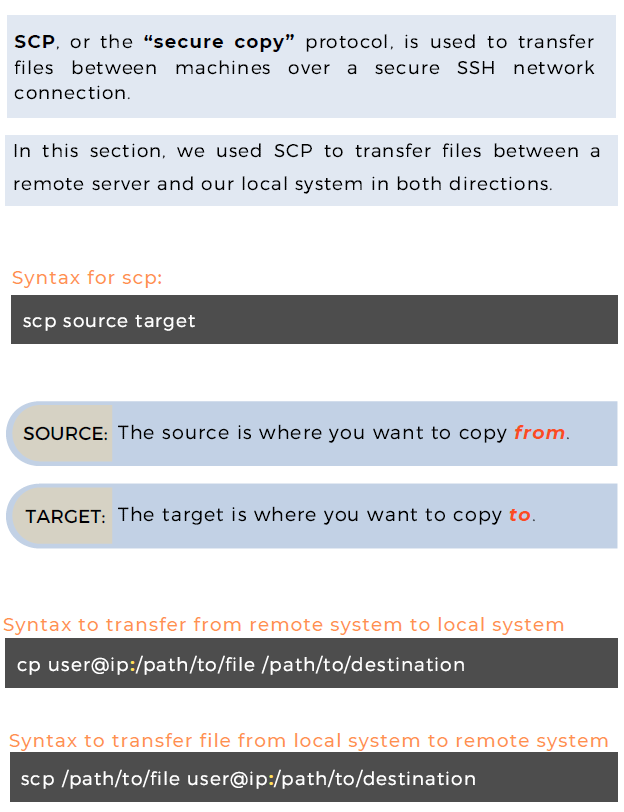 SCP, or the “secure copy” protocol, is used to transfer
files between machines over a secure SSH network
connection.
In this section, we used SCP to transfer files between a
remote server and our local system in both directions.
Syntax for scp:
scp source target
SOURCE: The source is where you want to copy from.
TARGET: The target is where you want to copy to.
Syntax to transfer from remote system to local system
cp user@ip:/path/to/file /path/to/destination
Syntax to transfer file from local system to remote system
scp /path/to/file user@ip:/path/to/destination